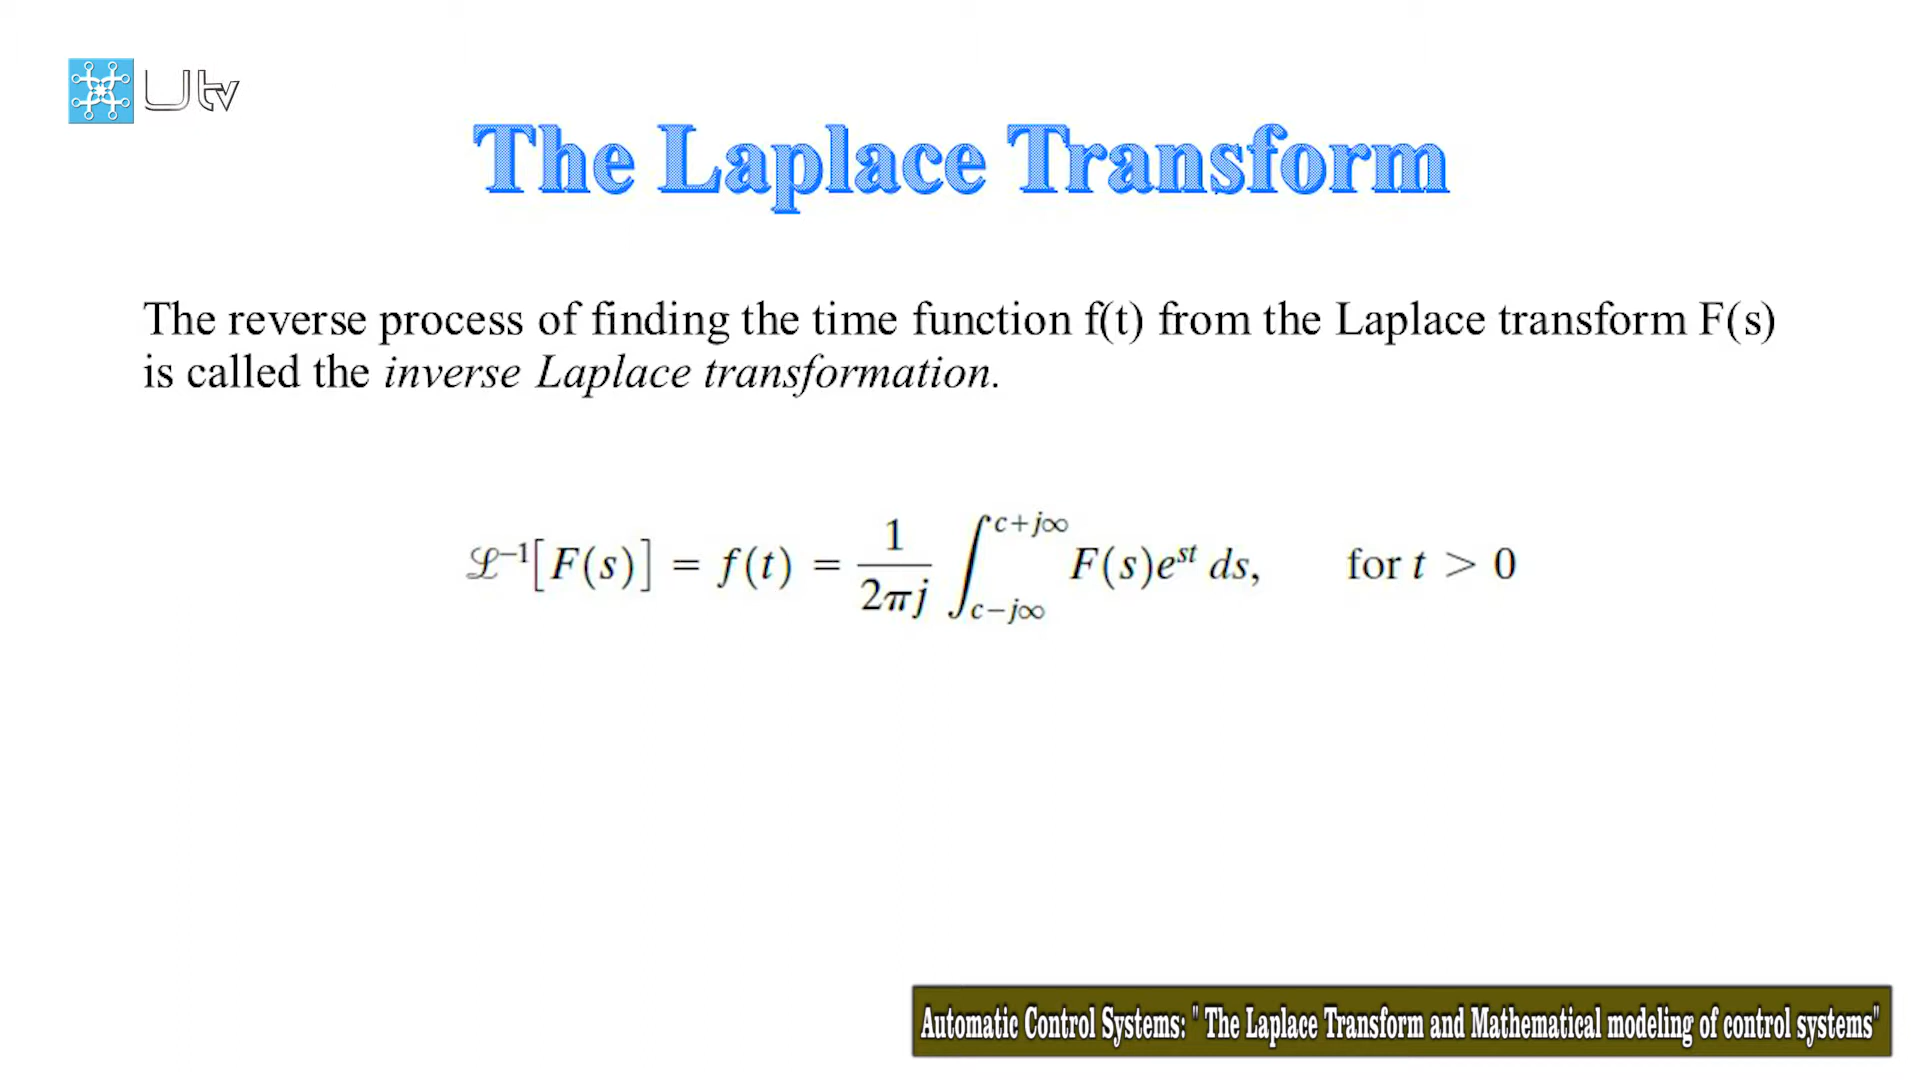 Utv
The Laplace Transform
The reverse process of finding the time function f(t) from the Laplace transform F(s)
is called the inverse Laplace transformation.
ℒ⁻¹[F(s)] = f(t) = 1/2πj ∫_{c−j∞}^{c+j∞} F(s)e^{st} ds,   for t > 0
Automatic Control Systems: " The Laplace Transform and Mathematical modeling of control systems"